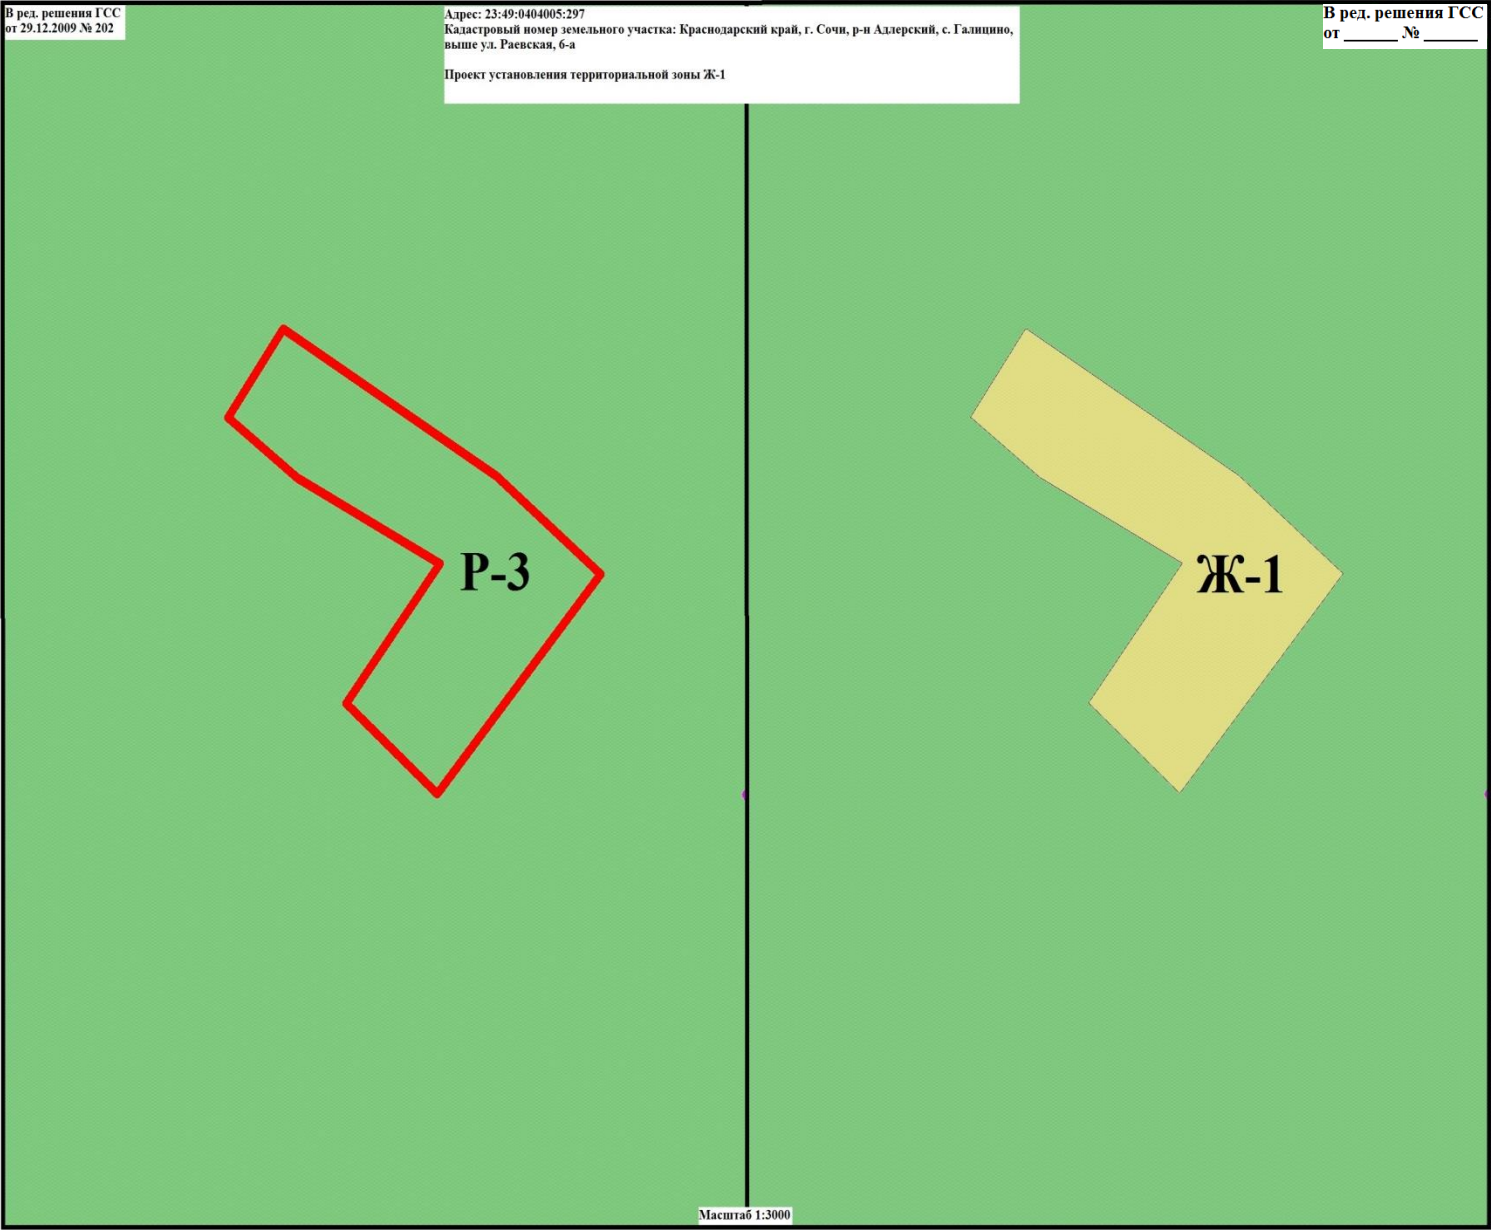 В ред. решения ГСС
от 29.12.2009 № 202
Адрес: 23:49:0404005:297
Кадастровый номер земельного участка: Краснодарский край, г. Сочи, р-н Адлерский, с. Галицино,
выше ул. Раевская, 6-а
Проект установления территориальной зоны Ж-1
В ред. решения ГСС
от ______ № ______
Р-3
Ж-1
Масштаб 1:3000